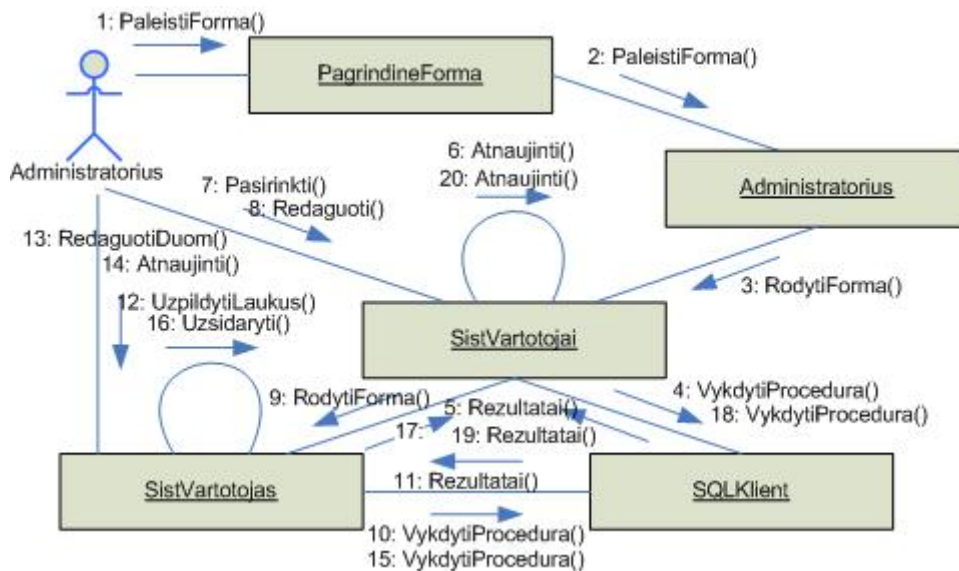 1: PaleistiForma()
PagrindineForma
2: PaleistiForma()
Administratorius
6: Atnaujinti()
20: Atnaujinti()
Administratorius
7: Pasirinkti()
8: Redaguoti()
13: RedaguotiDuom()
14: Atnaujinti()
3: RodytiForma()
12: UzpildytiLaukus()
16: Uzsidaryti()
SistVartotojai
9: RodytiForma()
5: Rezultatai()
4: VykdytiProcedura()
18: VykdytiProcedura()
17:
19: Rezultatai()
SistVartotojas
11: Rezultatai()
SQLKlient
10: VykdytiProcedura()
15: VykdytiProcedura()